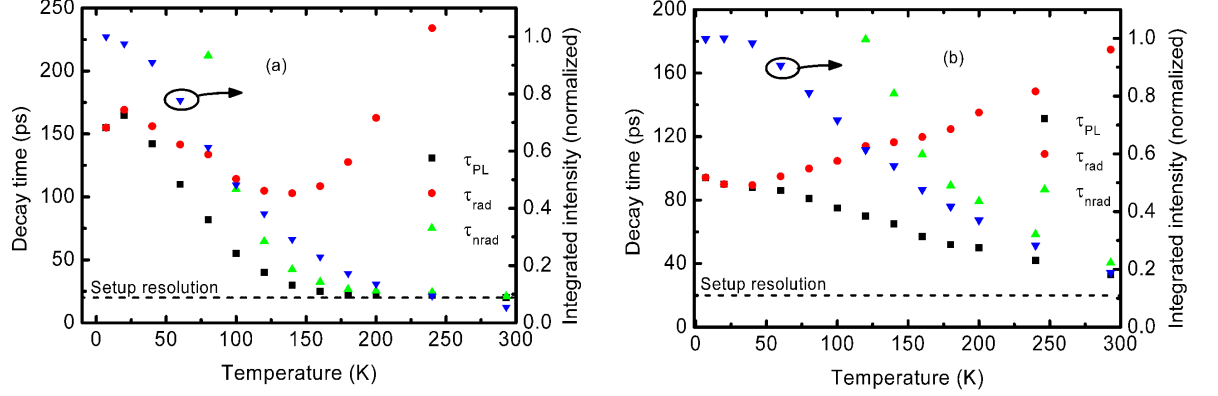 250
200
150
100
50
0
Decay time (ps)
(a)
Setup resolution
0 50 100 150 200 250 300
Temperature (K)
1.0
0.8
0.6
0.4
0.2
0.0
Integrated intensity (normalized)
τPL
τrad
τnrad
200
160
120
80
40
0
Decay time (ps)
(b)
Setup resolution
0 50 100 150 200 250 300
Temperature (K)
1.0
0.8
0.6
0.4
0.2
0.0
Integrated intensity (normalized)
τPL
τrad
τnrad